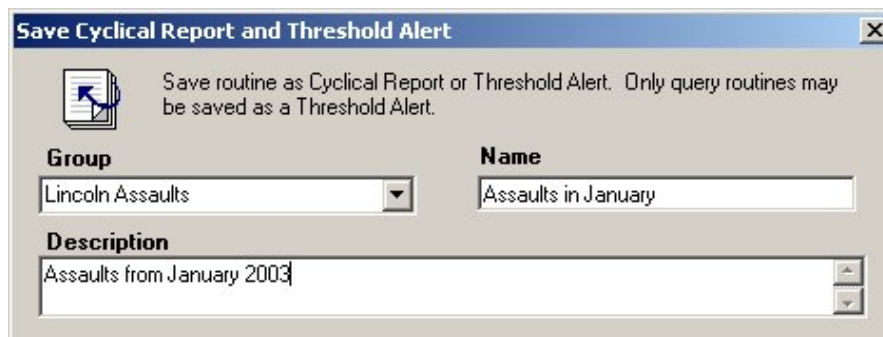 Save Cyclical Report and Threshold Alert
Save routine as Cyclical Report or Threshold Alert. Only query routines may
be saved as a Threshold Alert.
Group
Name
Lincoln Assaults
Assaults in January
Description
Assaults from January 2003